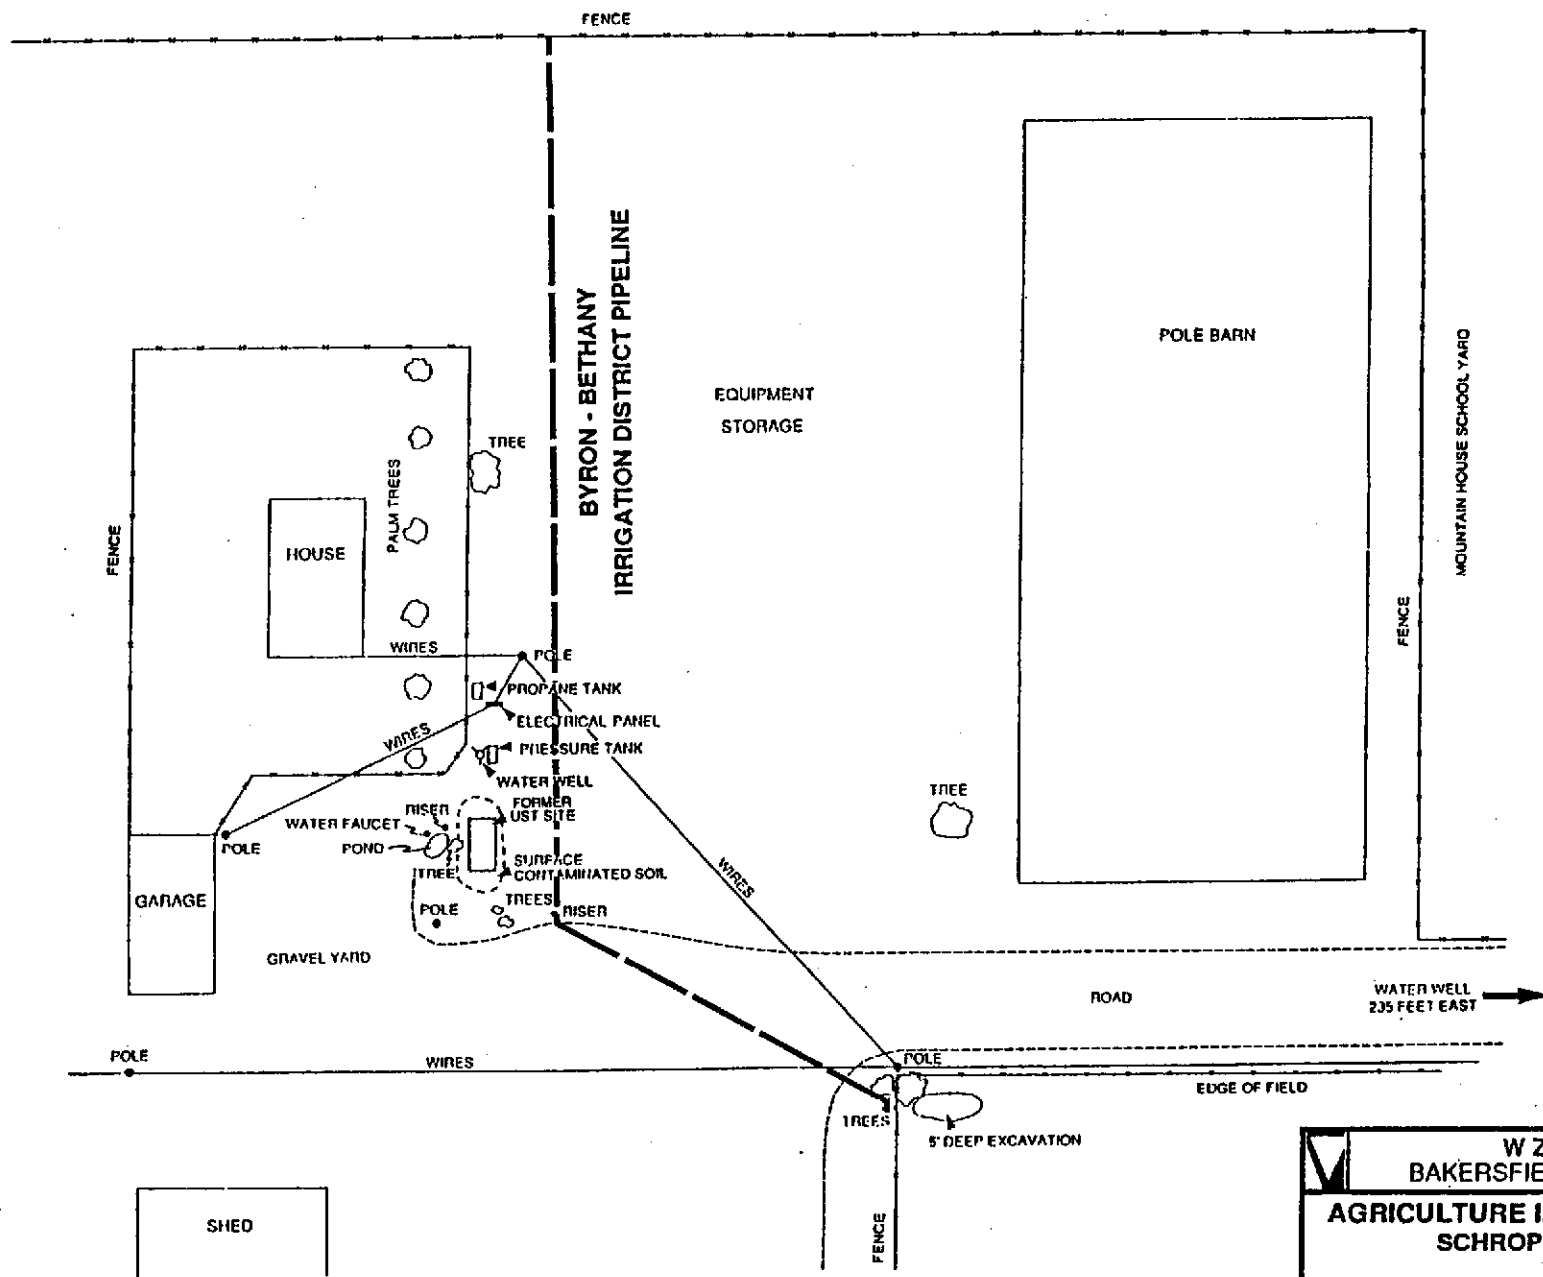 FENCE
BYRON - BETHANY
IRRIGATION DISTRICT PIPELINE
POLE BARN
MOUNTAIN HOUSE SCHOOL YARD
EQUIPMENT
STORAGE
TREE
PALM TREES
FENCE
HOUSE
FENCE
WIRES
POLE
PROPANE TANK
ELECTRICAL PANEL
WIRES
PRESSURE TANK
WATER WELL
TREE
FORMER
UST SITE
RISER
WATER FAUCET
POND
POLE
WIRES
TREE
SURFACE
CONTAMINATED SOIL
GARAGE
TREES
POLE
RISER
GRAVEL YARD
ROAD
WATER WELL
235 FEET EAST
POLE
WIRES
POLE
EDGE OF FIELD
TREES
5' DEEP EXCAVATION
W Z
BAKERSFIE
AGRICULTURE
SCHROP
SHED
FENCE